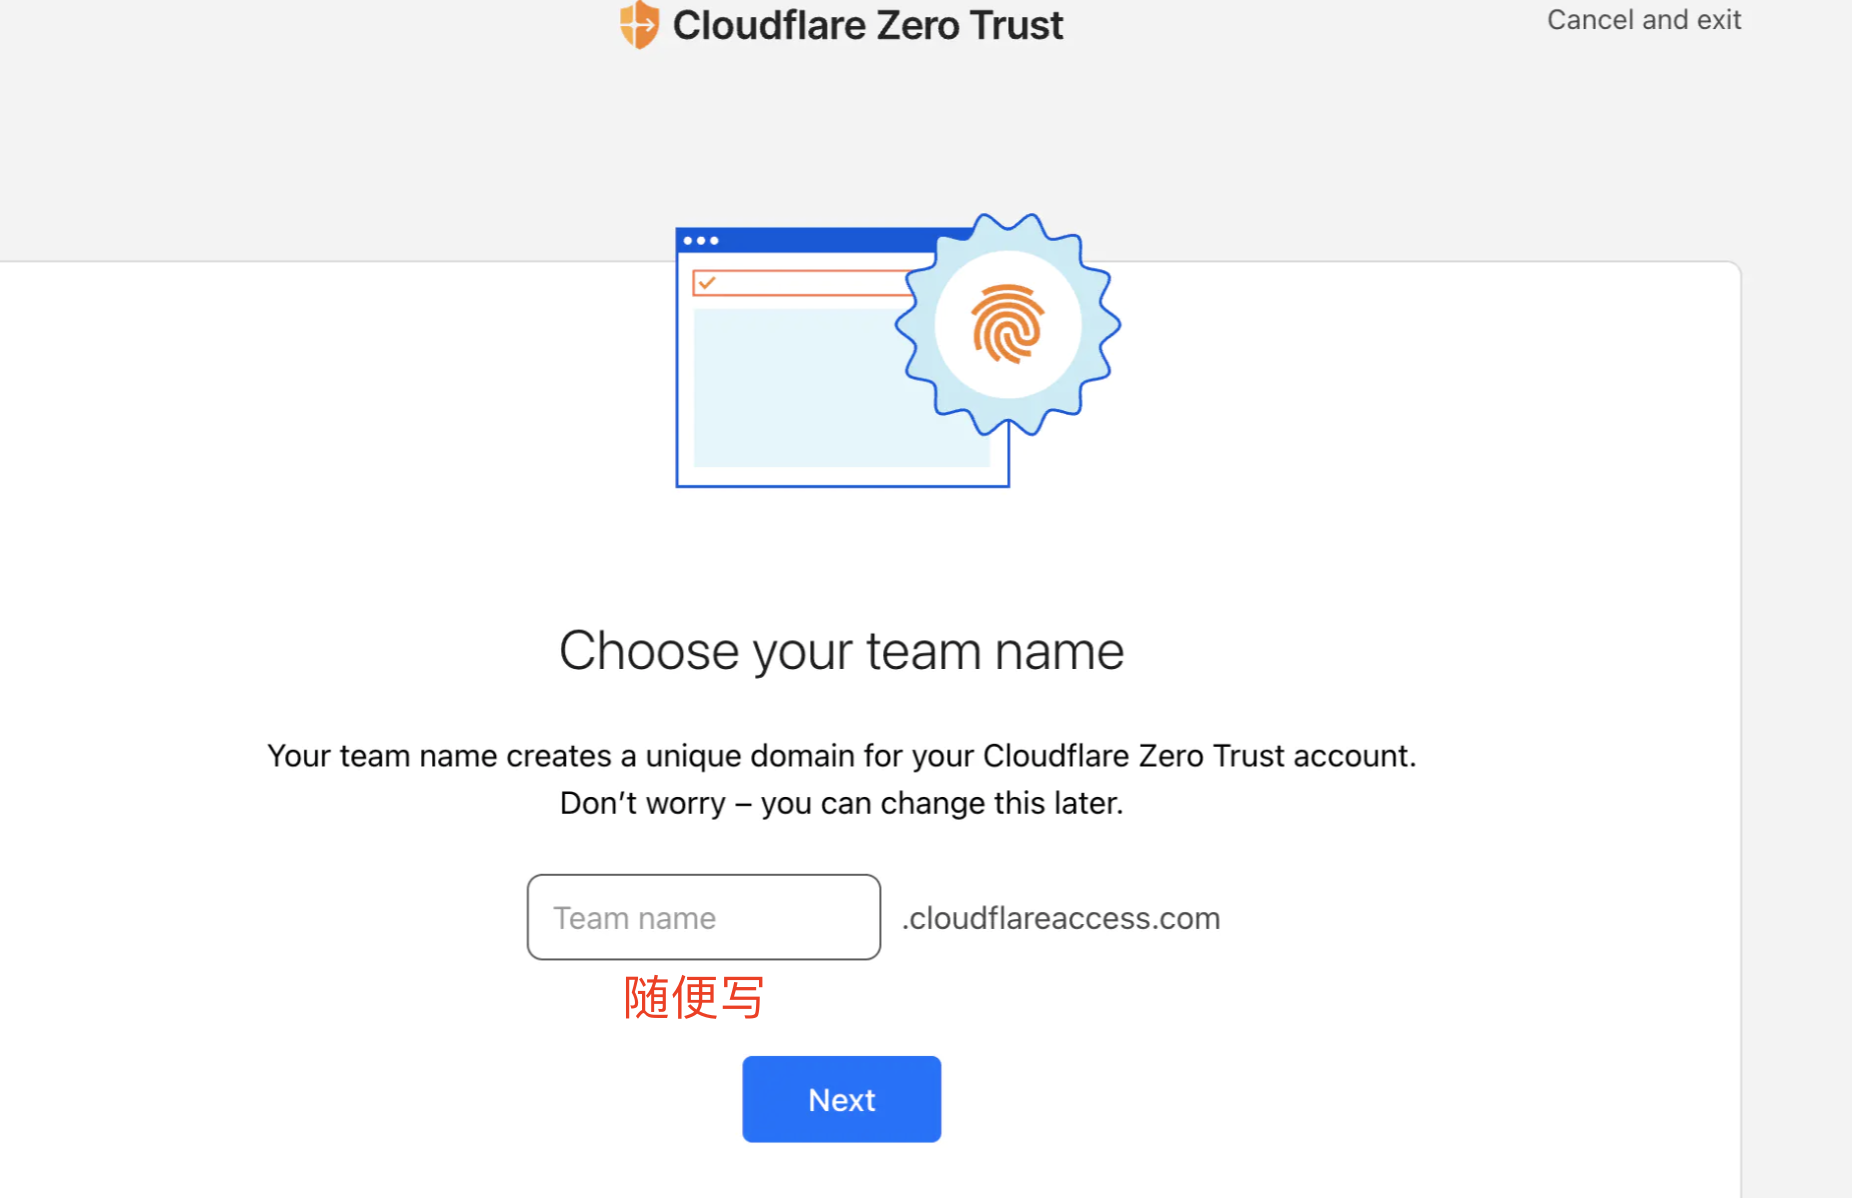 Cloudflare Zero Trust
Cancel and exit
Choose your team name
Your team name creates a unique domain for your Cloudflare Zero Trust account.
Don’t worry – you can change this later.
Team name
.cloudflareaccess.com
随便写
Next